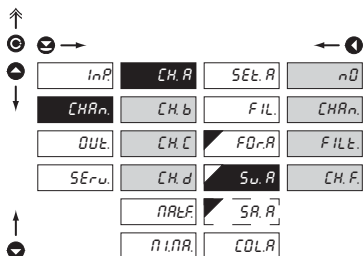 InP. CH. A SEt. A nO
CHAn. CH. b FIL. CHAn.
OUt. CH. C FOr.A FILt.
SErv. CH. d Su. A CH. F.
MAtF. SA. A
MI.MA. COL.A